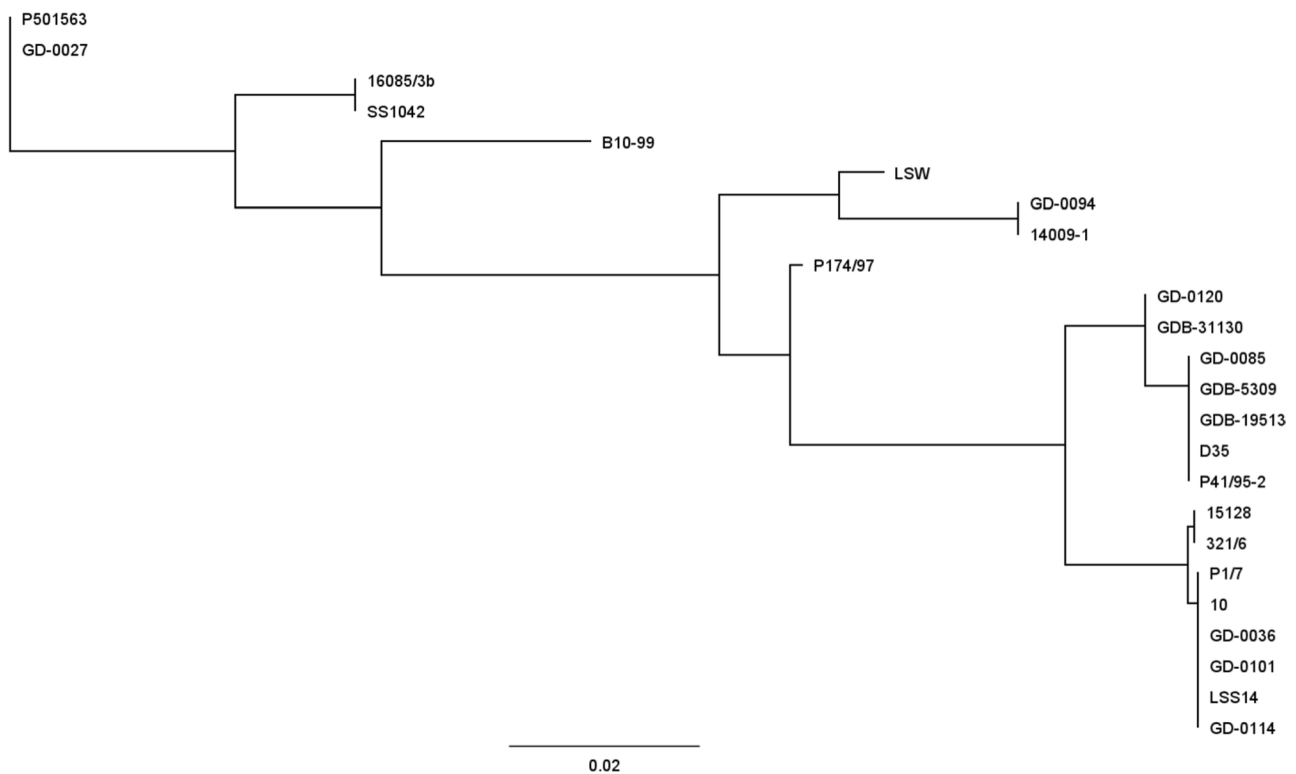 P501563
GD-0027
16085/3b
SS1042
B10-99
LSW
GD-0094
14009-1
P174/97
GD-0120
GDB-31130
GD-0085
GDB-5309
GDB-19513
D35
P41/95-2
15128
321/6
P1/7
10
GD-0036
GD-0101
LSS14
GD-0114
0.02